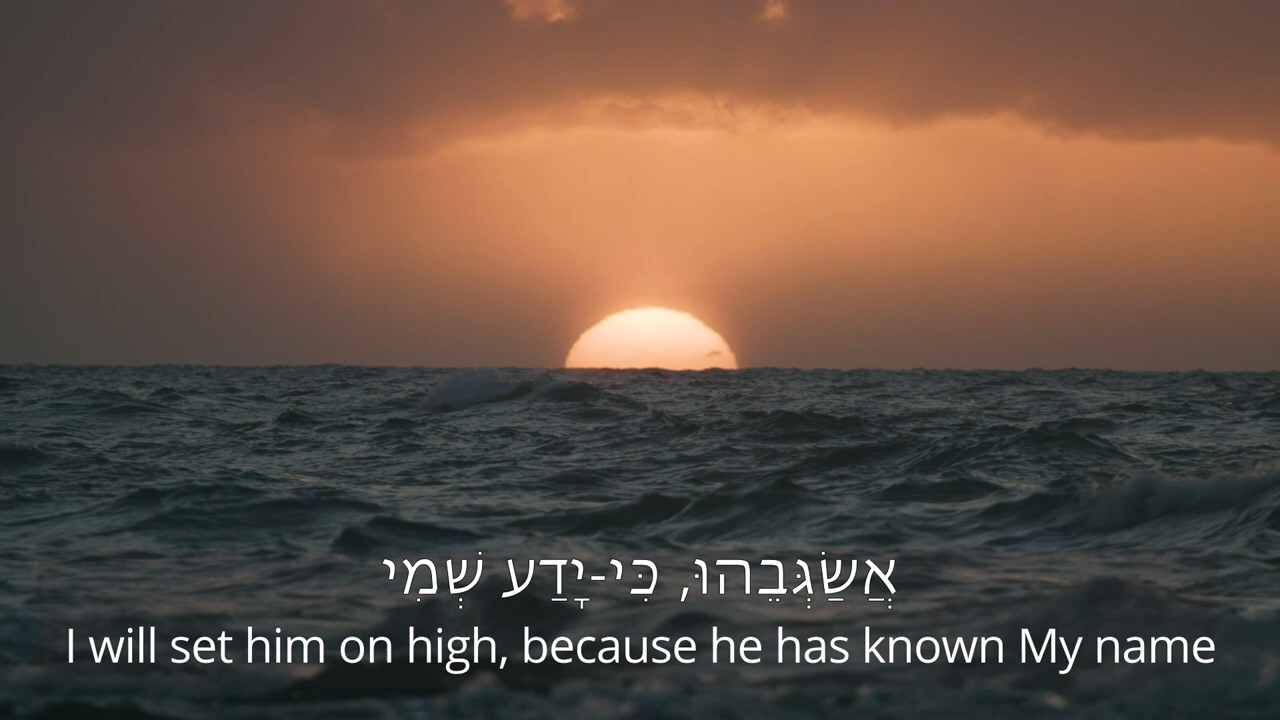 אֲשַׂגְּבֵהוּ, כִּי-יָדַע שְׁמִי
I will set him on high, because he has known My name